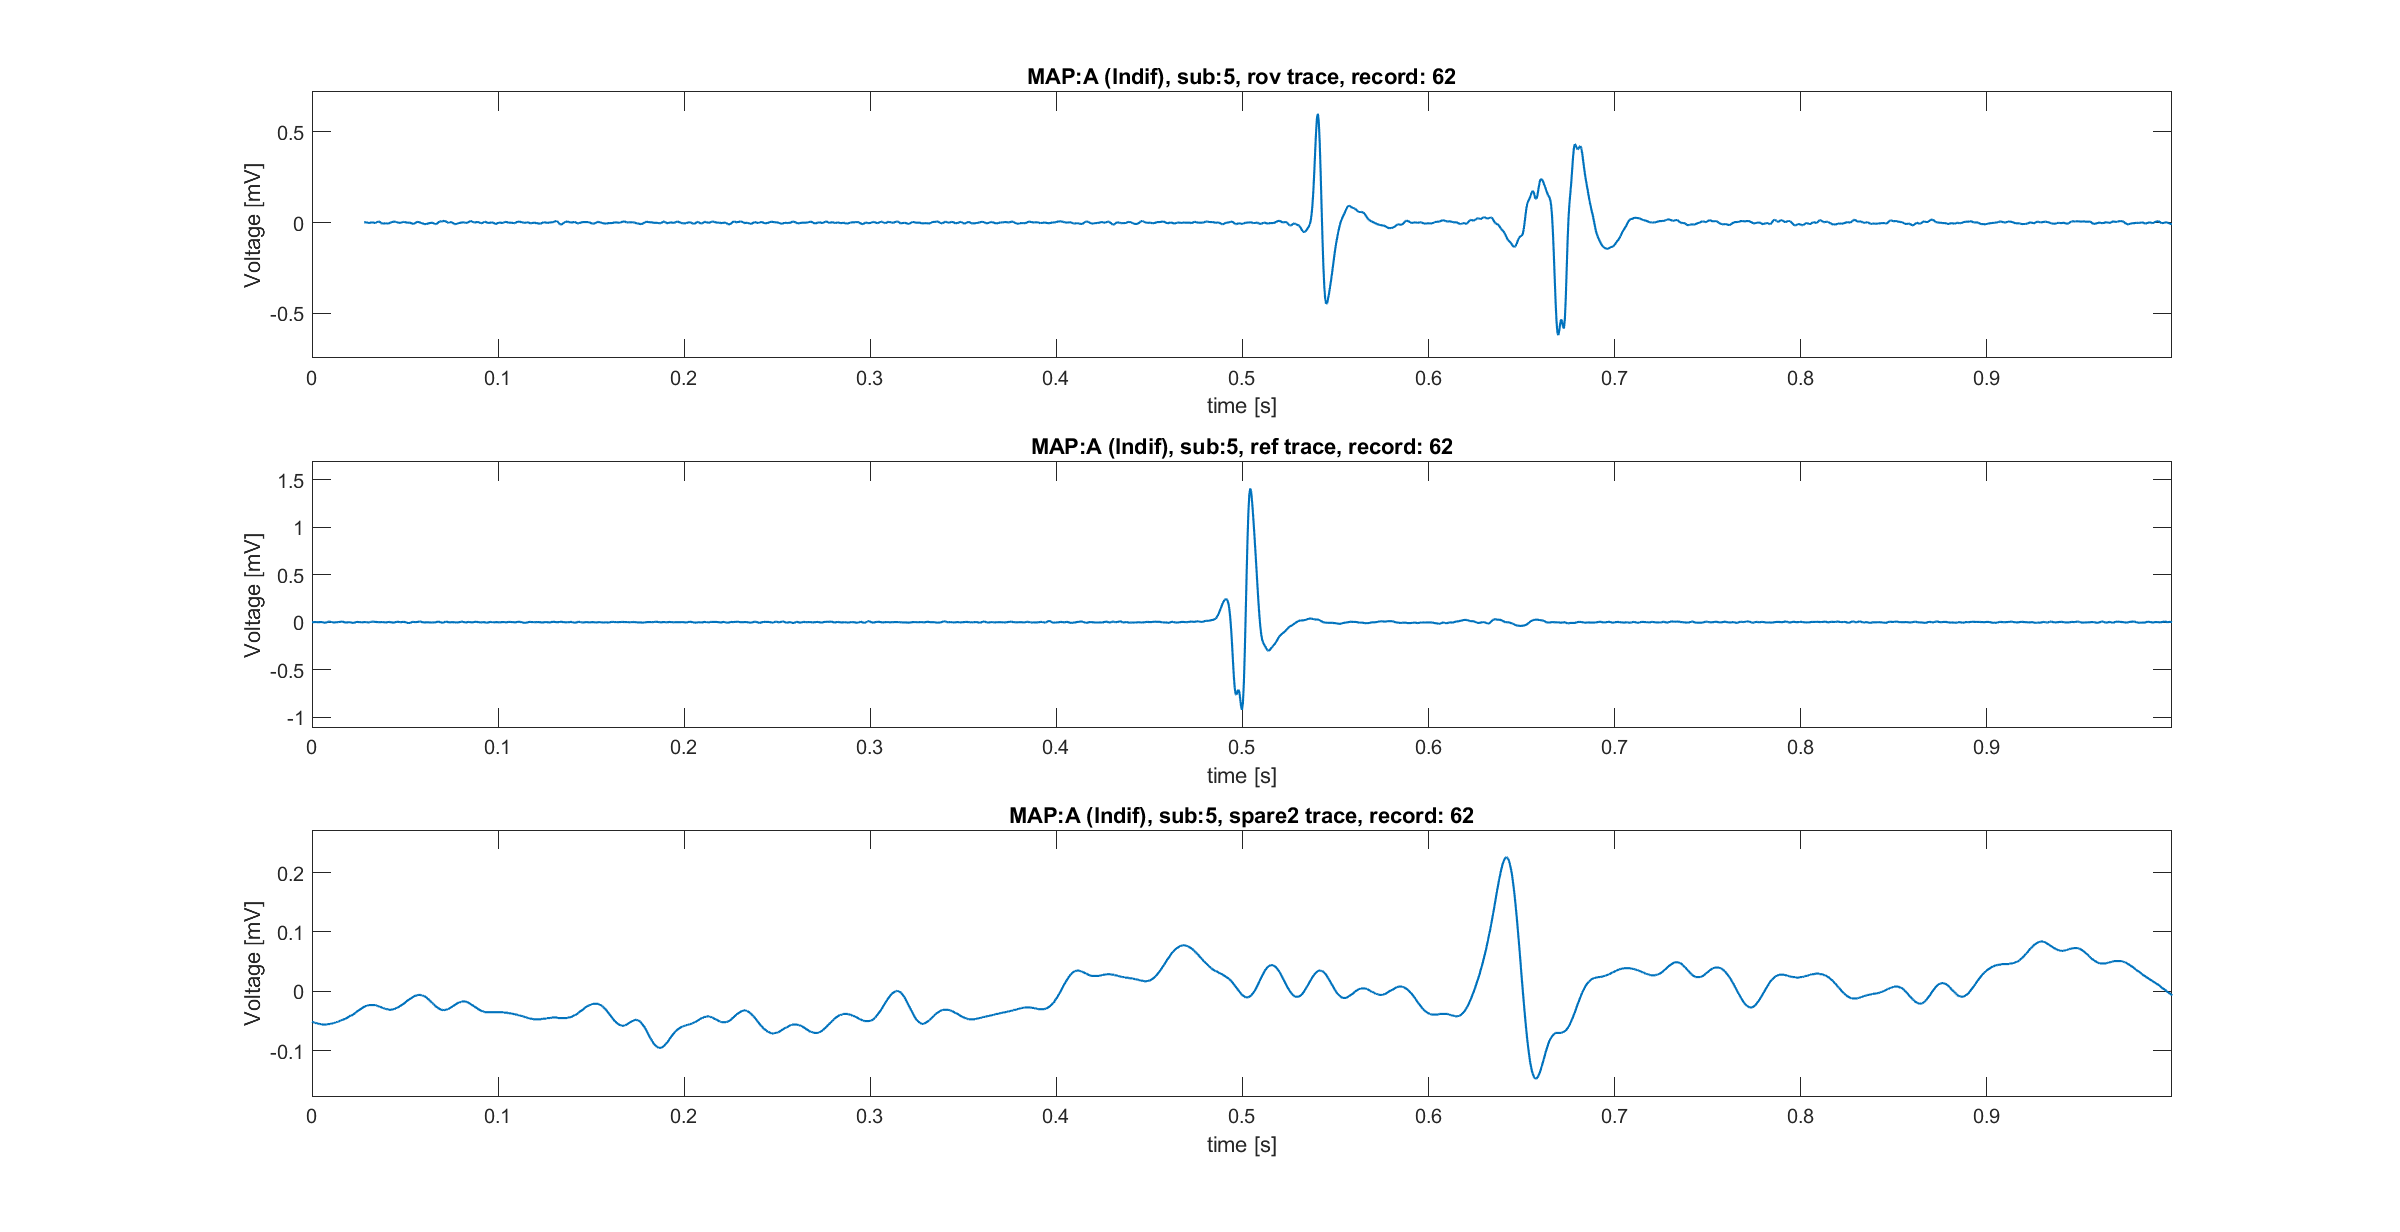 MAP:A (Indif), sub:5, rov trace, record: 62
Voltage [mV]
0.5
0
-0.5
0 0.1 0.2 0.3 0.4 0.5 0.6 0.7 0.8 0.9
time [s]
MAP:A (Indif), sub:5, ref trace, record: 62
Voltage [mV]
1.5
1
0.5
0
-0.5
-1
0 0.1 0.2 0.3 0.4 0.5 0.6 0.7 0.8 0.9
time [s]
MAP:A (Indif), sub:5, spare2 trace, record: 62
Voltage [mV]
0.2
0.1
0
-0.1
0 0.1 0.2 0.3 0.4 0.5 0.6 0.7 0.8 0.9
time [s]